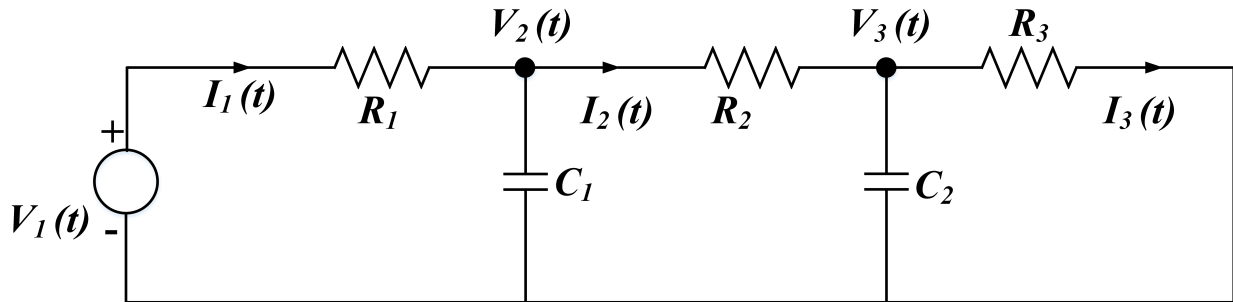 V2(t) V3(t) R3
I1(t) R1 I2(t) R2 I3(t)
+
C1 C2
V1(t)
-